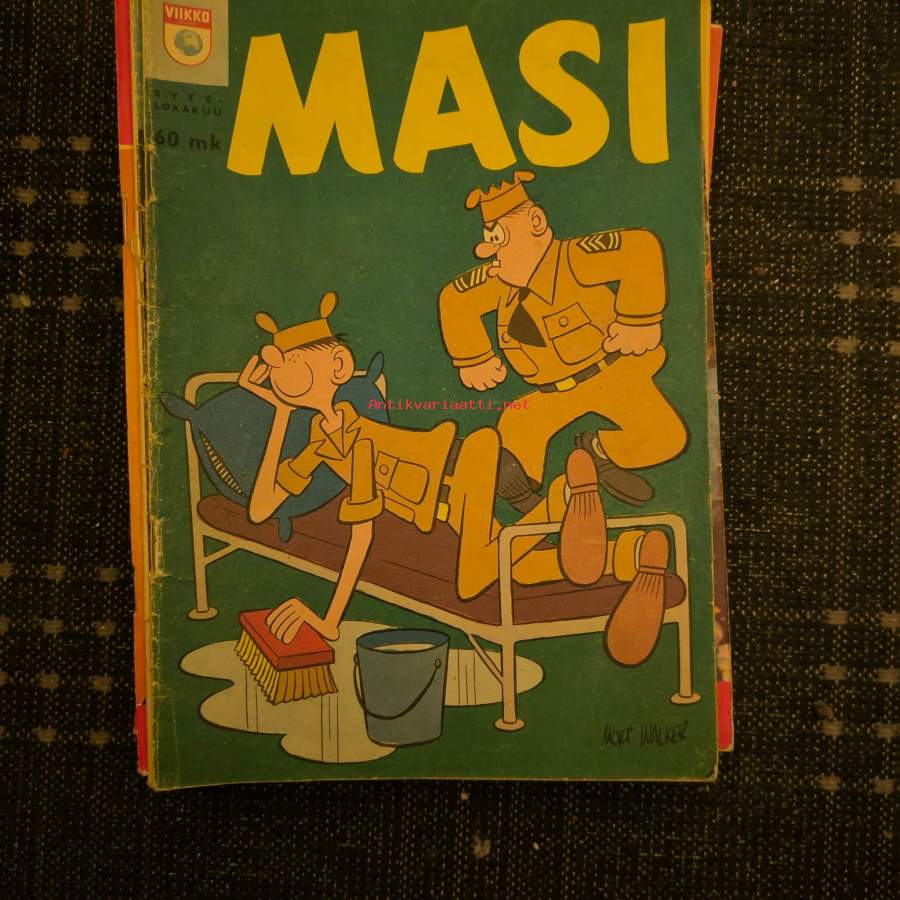 VIIKKO
SYYS-
LOKAKUU
60 mk
MASI
Antikvariaatti.net
MORT WALKER